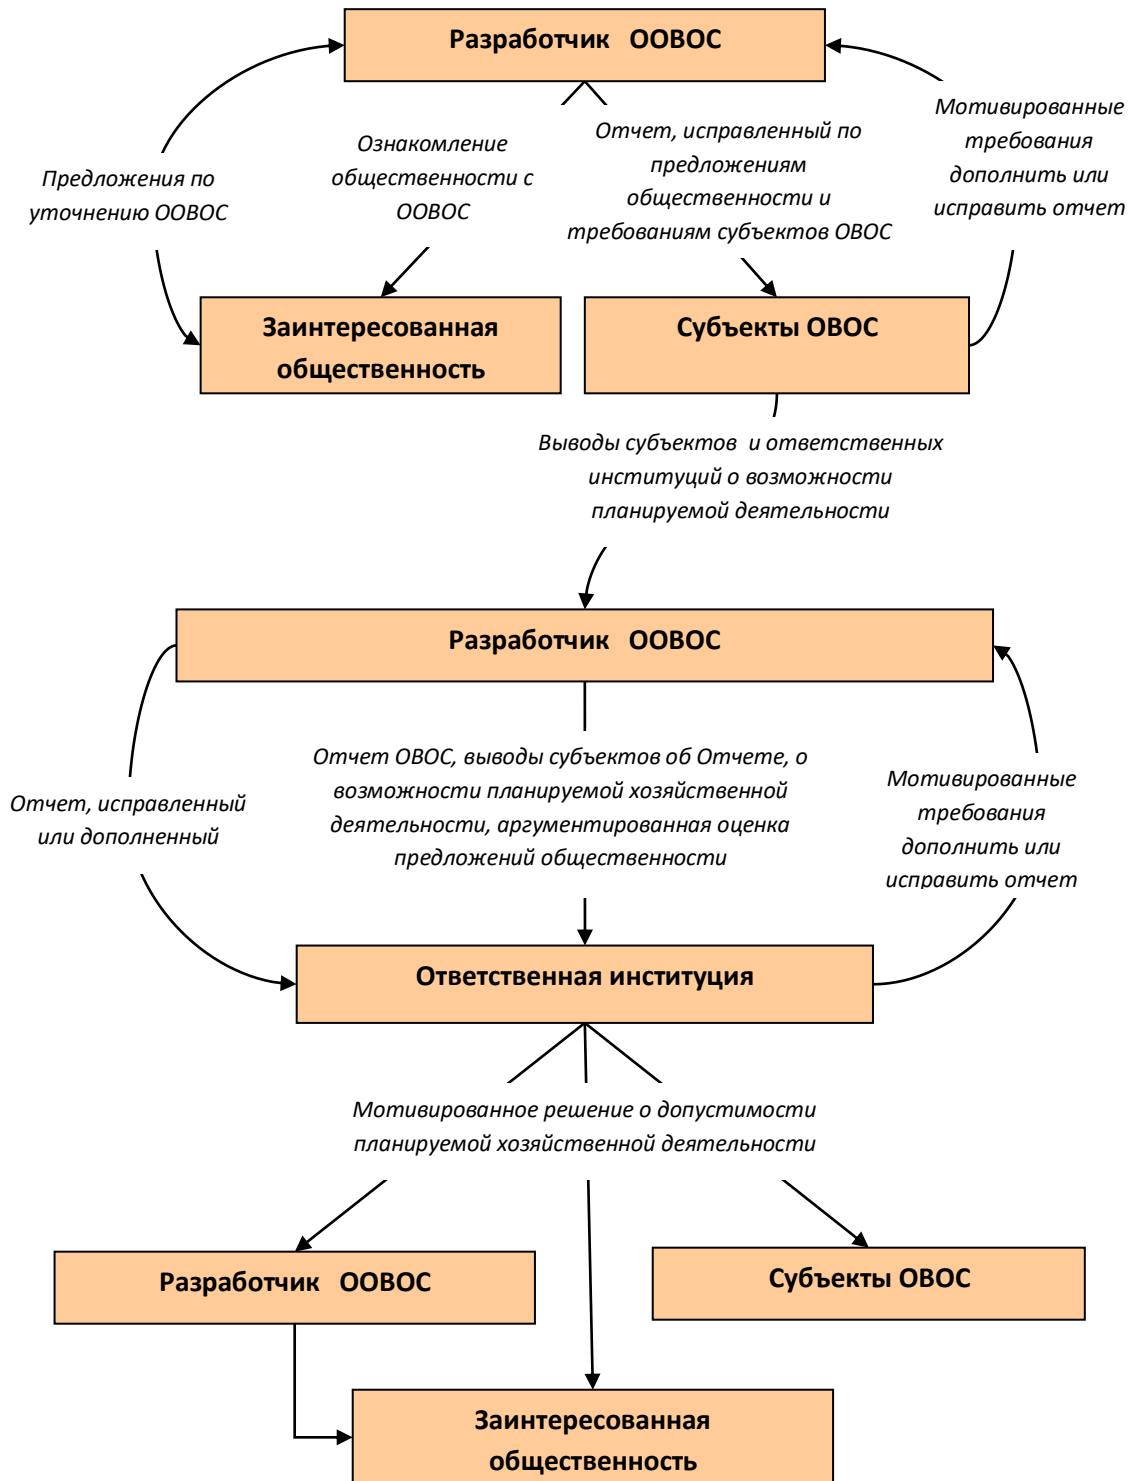 Разработчик ООВОС
Предложения по
уточнению ООВОС
Ознакомление
общественности с
ООВОС
Отчет, исправленный по
предложениям
общественности и
требованиям субъектов ОВОС
Мотивированные
требования
дополнить или
исправить отчет
Заинтересованная
общественность
Субъекты ОВОС
Выводы субъектов и ответственных
институций о возможности
планируемой деятельности
Разработчик ООВОС
Отчет, исправленный
или дополненный
Отчет ОВОС, выводы субъектов об Отчете, о
возможности планируемой хозяйственной
деятельности, аргументированная оценка
предложений общественности
Мотивированные
требования
дополнить или
исправить отчет
Ответственная институция
Мотивированное решение о допустимости
планируемой хозяйственной деятельности
Разработчик ООВОС
Субъекты ОВОС
Заинтересованная
общественность